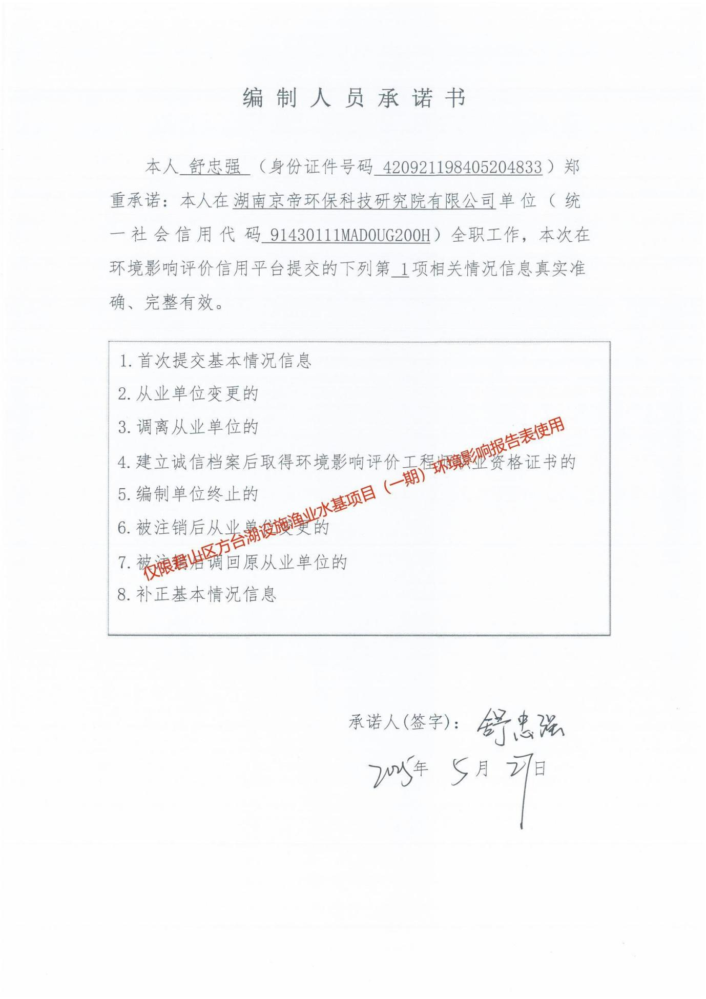 编制人员承诺书
本人 舒忠强 （身份证件号码 420921198405204833）郑
重承诺：本人在 湖南京帝环保科技研究院有限公司单位（统
一社会信用代码 91430111MAD0UG200H）全职工作，本次在
环境影响评价信用平台提交的下列第 1项相关情况信息真实准
确、完整有效。
1.首次提交基本情况信息
2.从业单位变更的
3.调离从业单位的
4.建立诚信档案后取得环境影响评价工程师职业资格证书的
5.编制单位终止的
6.被注销后从业单位变更的
7.被注销后调回原从业单位的
8.补正基本情况信息
仅限君山区方台湖设施渔业水基项目（一期）环境影响报告表使用
承诺人(签字)：舒忠强
2025年 5月 27日